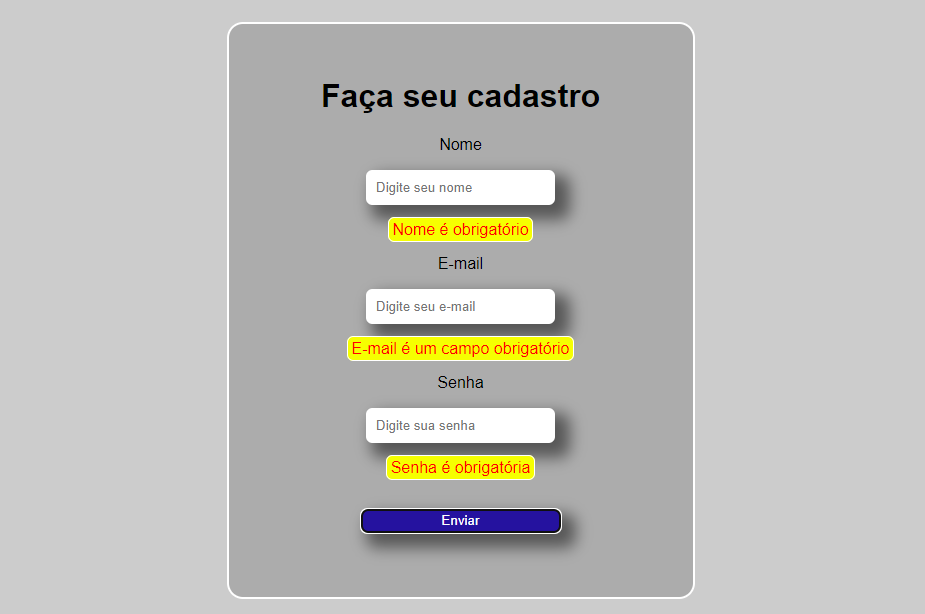 Faça seu cadastro
Nome
Digite seu nome
Nome é obrigatório
E-mail
Digite seu e-mail
E-mail é um campo obrigatório
Senha
Digite sua senha
Senha é obrigatória
Enviar